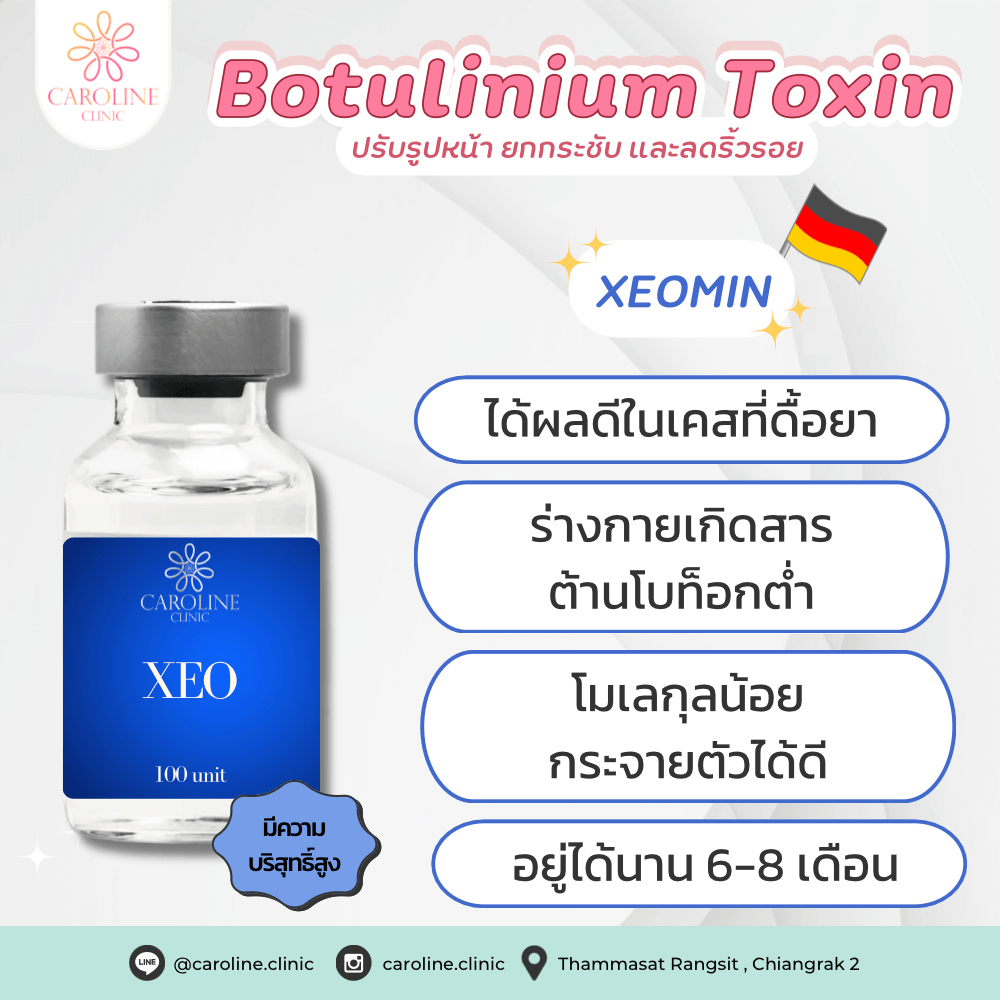 CAROLINE
CLINIC
Botulinium Toxin
ปรับรูปหน้า ยกกระชับ และลดริ้วรอย
XEOMIN
ได้ผลดีในเคสที่ดื้อยา
ร่างกายเกิดสาร
ต้านโบท็อกต่ำ
โมเลกุลน้อย
กระจายตัวได้ดี
อยู่ได้นาน 6-8 เดือน
CAROLINE
CLINIC
XEO
100 unit
มีความ
บริสุทธิ์สูง
LINE @caroline.clinic caroline.clinic Thammasat Rangsit , Chiangrak 2